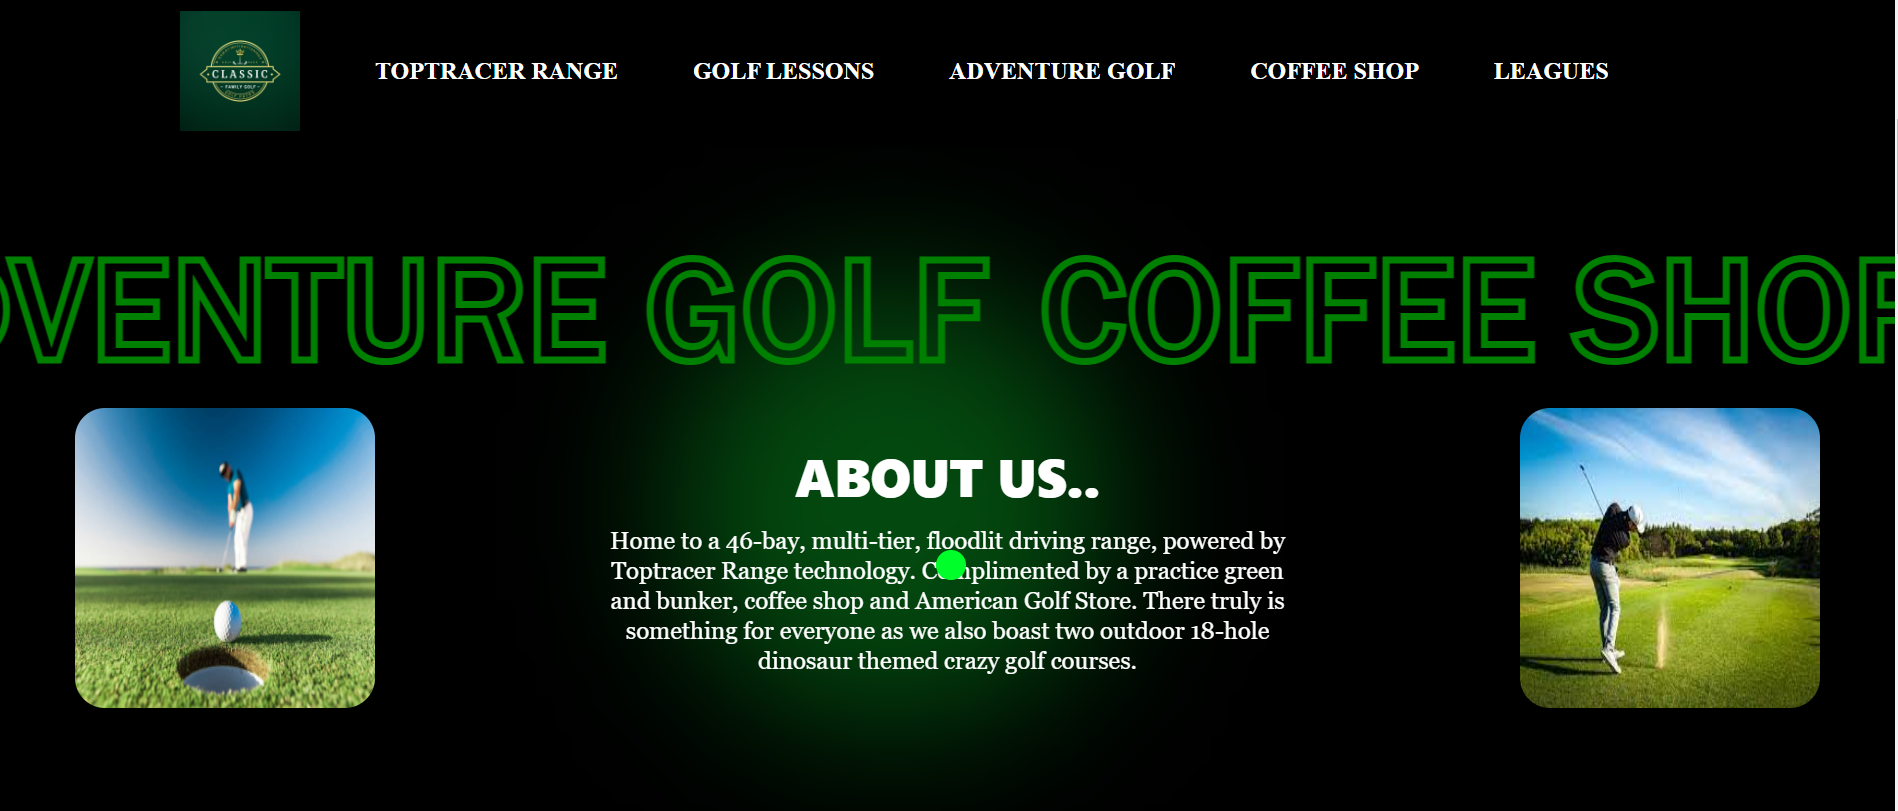 CLASSIC
FAMILY GOLF
TOPTRACER RANGE
GOLF LESSONS
ADVENTURE GOLF
COFFEE SHOP
LEAGUES
DVENTURE GOLF COFFEE SHOP
ABOUT US..
Home to a 46-bay, multi-tier, floodlit driving range, powered by
Toptracer Range technology. Complimented by a practice green
and bunker, coffee shop and American Golf Store. There truly is
something for everyone as we also boast two outdoor 18-hole
dinosaur themed crazy golf courses.